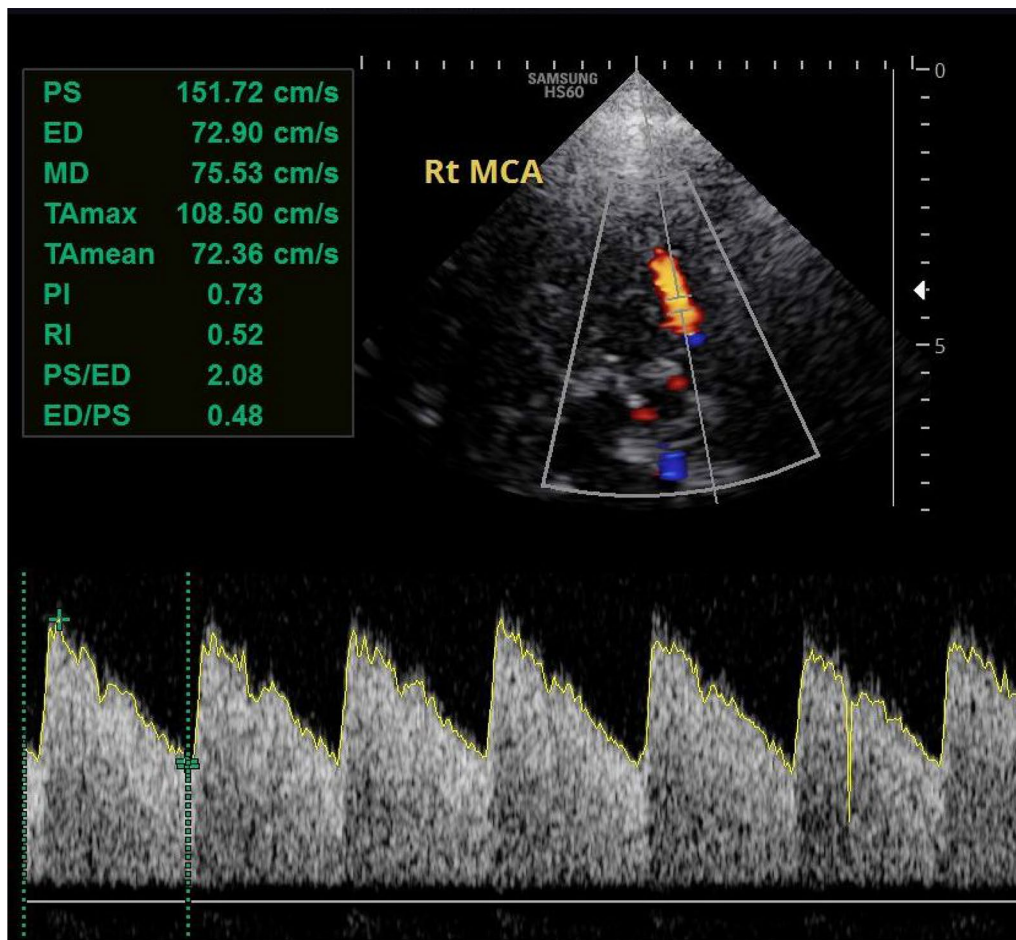 PS 151.72 cm/s
ED 72.90 cm/s
MD 75.53 cm/s
TAmax 108.50 cm/s
TAmean 72.36 cm/s
PI 0.73
RI 0.52
PS/ED 2.08
ED/PS 0.48
SAMSUNG
HS60
Rt MCA
0
5